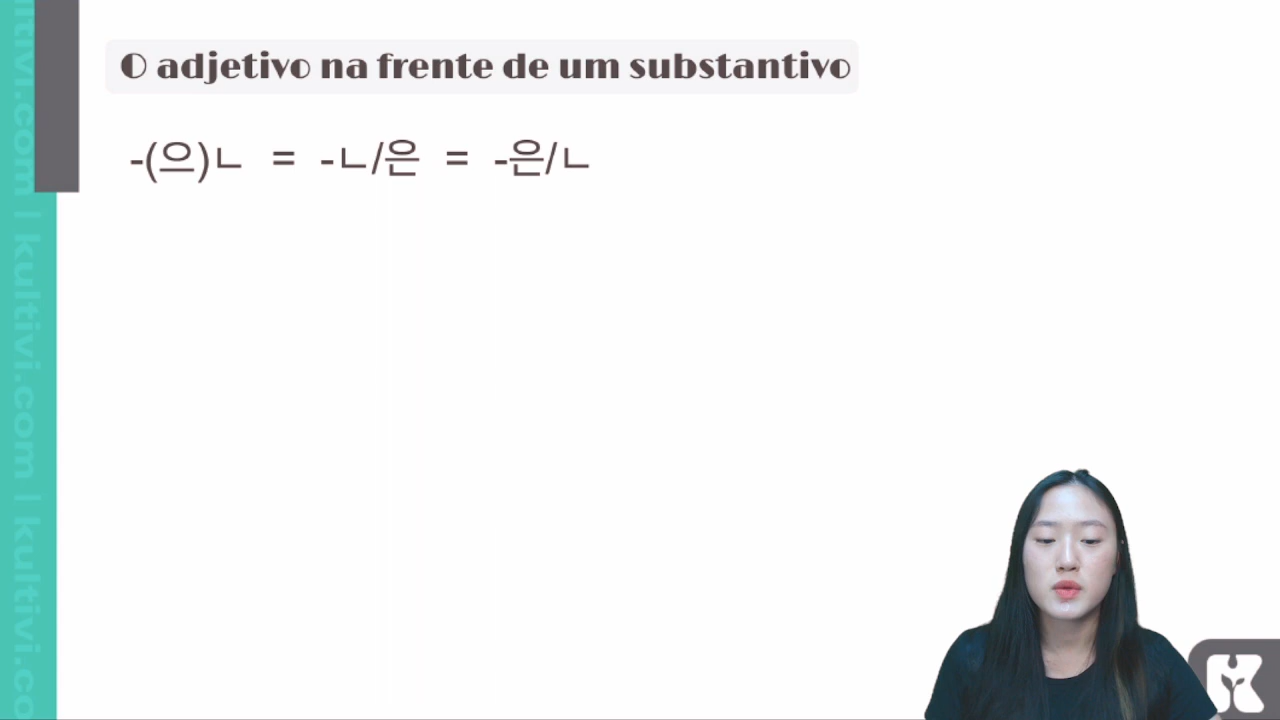 O adjetivo na frente de um substantivo
-(으)ㄴ = -ㄴ/은 = -은/ㄴ
kultivi.com | kultivi.com | kultivi.co